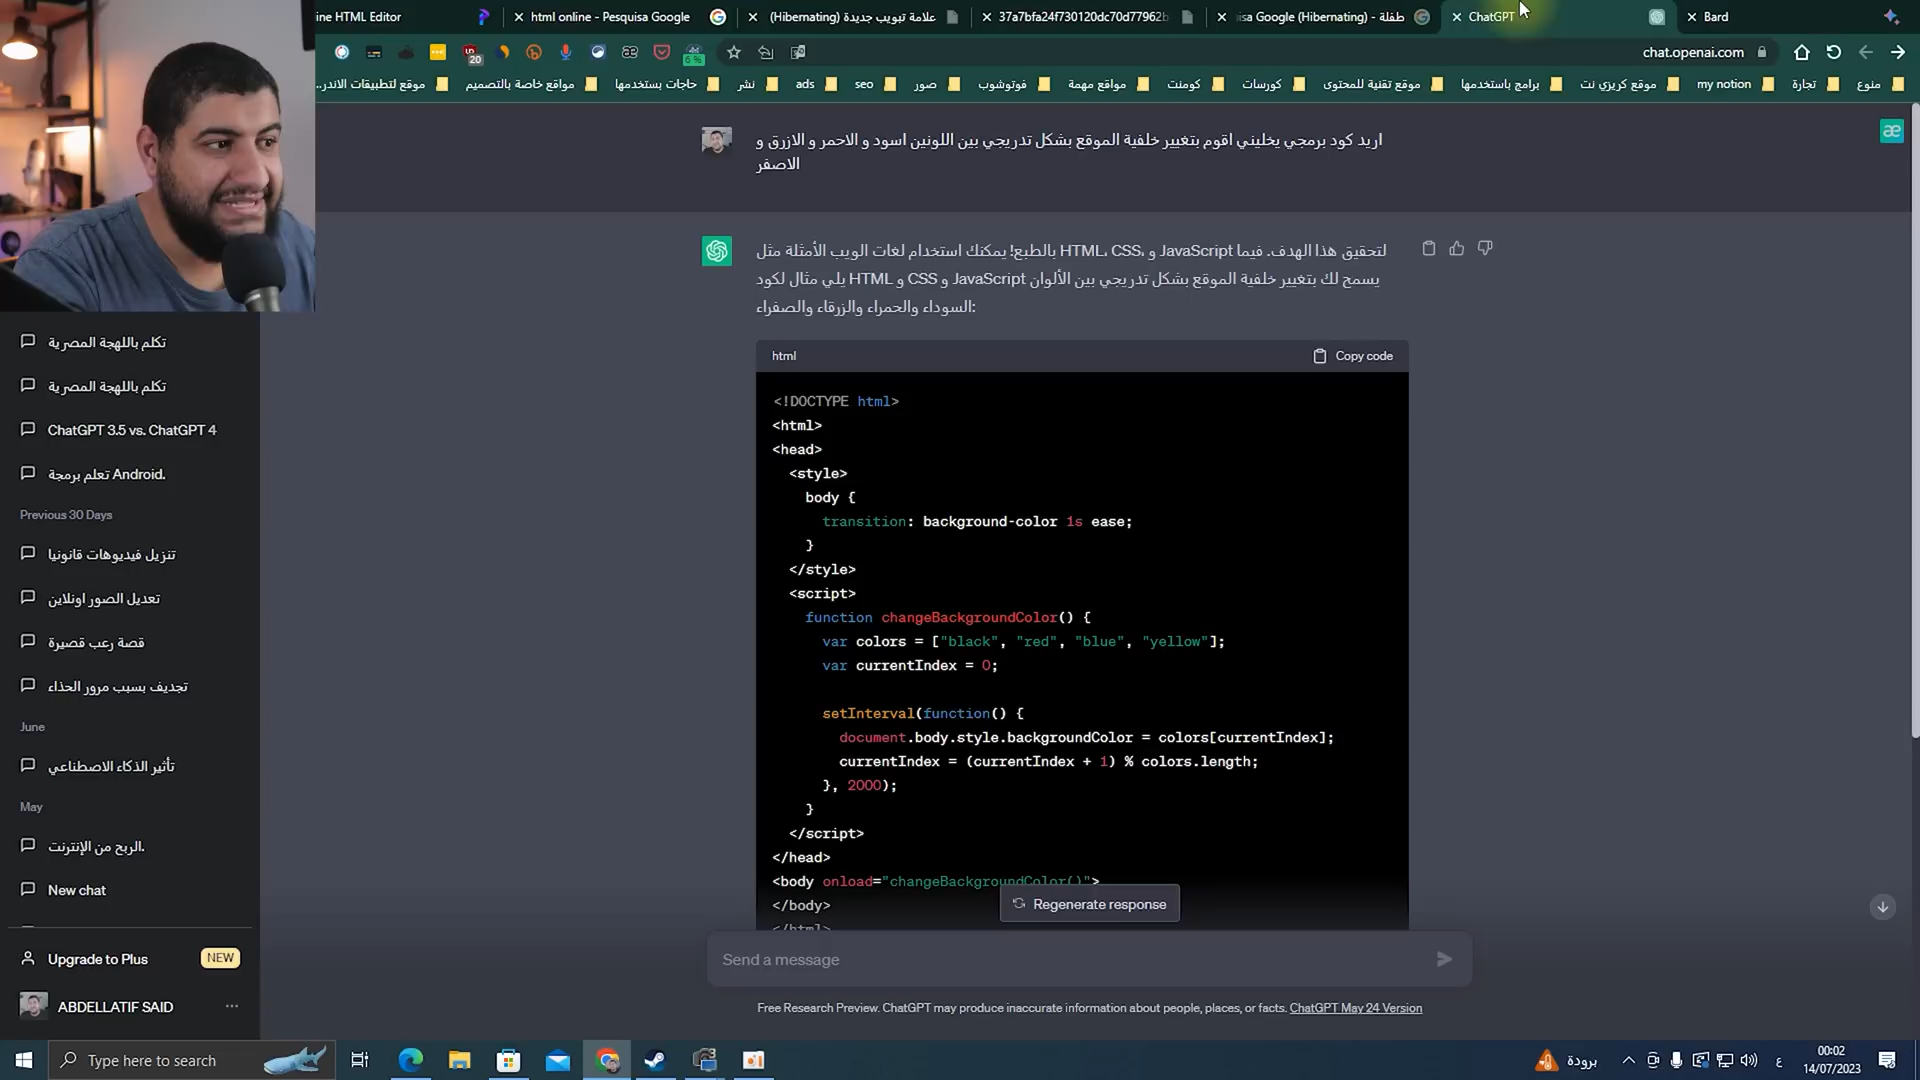 ine HTML Editor
html online - Pesquisa Google
(Hibernating) علامة تبويب جديدة
37a7bfa24f730120dc70d77962b
isa Google (Hibernating) - طفلة
ChatGPT
Bard
20
6 %
chat.openai.com
موقع لتطبيقات الاندر..
مواقع خاصة بالتصميم
حاجات بستخدمها
نشر
ads
seo
صور
فوتوشوب
مواقع مهمة
كومنت
كورسات
موقع تقنية للمحتوى
برامج باستخدمها
موقع كريزي نت
my notion
تجارة
منوع
اريد كود برمجي يخليني اقوم بتغيير خلفية الموقع بشكل تدريجي بين اللونين اسود و الاحمر و الازرق و
الاصفر
æ
لتحقيق هذا الهدف. فيما JavaScript و HTML، CSS، بالطبع! يمكنك استخدام لغات الويب الأمثلة مثل
يسمح لك بتغيير خلفية الموقع بشكل تدريجي بين الألوان JavaScript و CSS و HTML يلي مثال لكود
السوداء والحمراء والزرقاء والصفراء:
html
Copy code
<!DOCTYPE html>
<html>
<head>
<style>
body {
transition: background-color 1s ease;
}
</style>
<script>
function changeBackgroundColor() {
var colors = ["black", "red", "blue", "yellow"];
var currentIndex = 0;
setInterval(function() {
document.body.style.backgroundColor = colors[currentIndex];
currentIndex = (currentIndex + 1) % colors.length;
}, 2000);
}
</script>
</head>
<body onload="changeBackgroundColor()">
</body>
</html>
Regenerate response
Send a message
Free Research Preview. ChatGPT may produce inaccurate information about people, places, or facts. ChatGPT May 24 Version
تكلم باللهجة المصرية
تكلم باللهجة المصرية
ChatGPT 3.5 vs. ChatGPT 4
تعلم برمجة Android.
Previous 30 Days
تنزيل فيديوهات قانونيا
تعديل الصور اونلاين
قصة رعب قصيرة
تجديف بسبب مرور الحذاء
June
تأثير الذكاء الاصطناعي
May
الربح من الإنترنت.
New chat
Upgrade to Plus
NEW
ABDELLATIF SAID
Type here to search
برودة
ع
00:02
14/07/2023